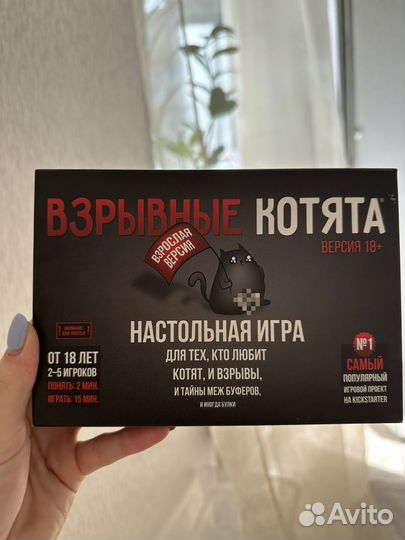 ВЗРЫВНЫЕ КОТЯТА
ВЕРСИЯ 18+
ВЗРОСЛАЯ
ВЕРСИЯ
НАСТОЛЬНАЯ ИГРА
ДЛЯ ТЕХ, КТО ЛЮБИТ
КОТЯТ, И ВЗРЫВЫ,
И ТАЙНЫ МЕЖ БУФЕРОВ,
И ИНОГДА БУЛКИ
ОТ 18 ЛЕТ
2–5 ИГРОКОВ
ПОНЯТЬ: 2 МИН.
ИГРАТЬ: 15 МИН.
№1
САМЫЙ
ПОПУЛЯРНЫЙ
ИГРОВОЙ ПРОЕКТ
НА KICKSTARTER
Avito